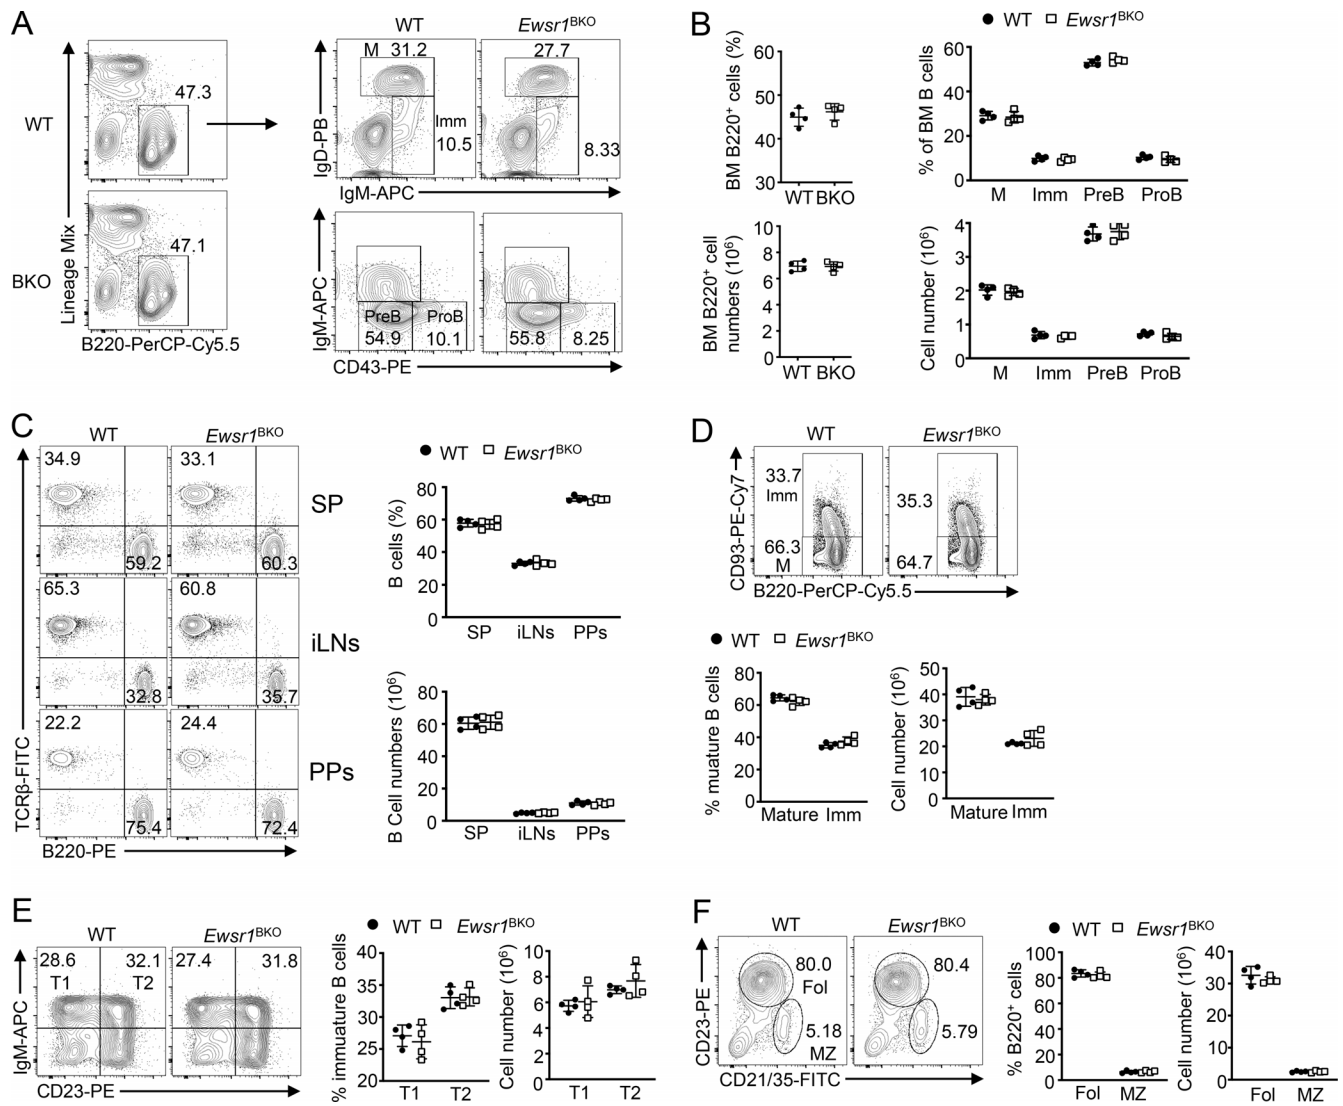 A
WT
Ewsr1BKO
47.3
WT
Lineage Mix
47.1
BKO
B220-PerCP-Cy5.5
M 31.2
27.7
IgD-PB
Imm
10.5
8.33
IgM-APC
IgM-APC
PreB
ProB
54.9
10.1
55.8
8.25
CD43-PE
B
WT
Ewsr1BKO
BM B220+ cells (%)
60
50
40
30
WT BKO
% of BM B cells
60
40
20
0
M Imm PreB ProB
BM B220+ cell
numbers (106)
10
8
6
4
2
0
WT BKO
Cell number (106)
4
3
2
1
0
M Imm PreB ProB
C
WT
Ewsr1BKO
34.9
33.1
SP
59.2
60.3
65.3
60.8
iLNs
32.8
35.7
22.2
24.4
PPs
75.4
72.4
TCRβ-FITC
B220-PE
WT
Ewsr1BKO
B cells (%)
80
60
40
20
0
SP iLNs PPs
B Cell numbers (106)
80
60
40
20
0
SP iLNs PPs
D
WT
Ewsr1BKO
CD93-PE-Cy7
33.7
Imm
35.3
66.3
M
64.7
B220-PerCP-Cy5.5
WT
Ewsr1BKO
% muature B cells
80
60
40
20
0
Mature Imm
Cell number (106)
50
40
30
20
10
0
Mature Imm
E
WT
Ewsr1BKO
28.6
32.1
27.4
31.8
T1
T2
IgM-APC
CD23-PE
WT
Ewsr1BKO
% immature B cells
40
35
30
25
20
T1 T2
Cell number (106)
10
8
6
4
2
0
T1 T2
F
WT
Ewsr1BKO
80.0
Fol
80.4
5.18
MZ
5.79
CD23-PE
CD21/35-FITC
WT
Ewsr1BKO
% B220+ cells
100
80
60
40
20
0
Fol MZ
Cell number (106)
40
30
20
10
0
Fol MZ